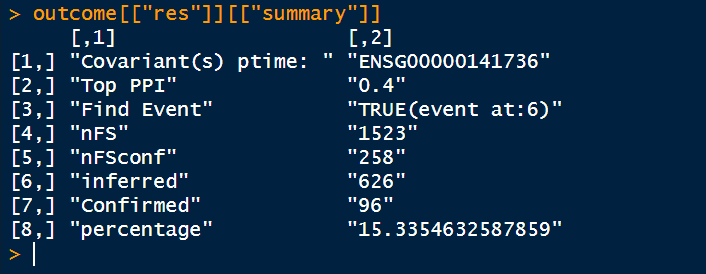 > outcome[["res"]][["summary"]]
[,1] [,2]
[1,] "Covariant(s) ptime: " "ENSG00000141736"
[2,] "Top PPI" "0.4"
[3,] "Find Event" "TRUE(event at:6)"
[4,] "nFS" "1523"
[5,] "nFSconf" "258"
[6,] "inferred" "626"
[7,] "Confirmed" "96"
[8,] "percentage" "15.3354632587859"
>